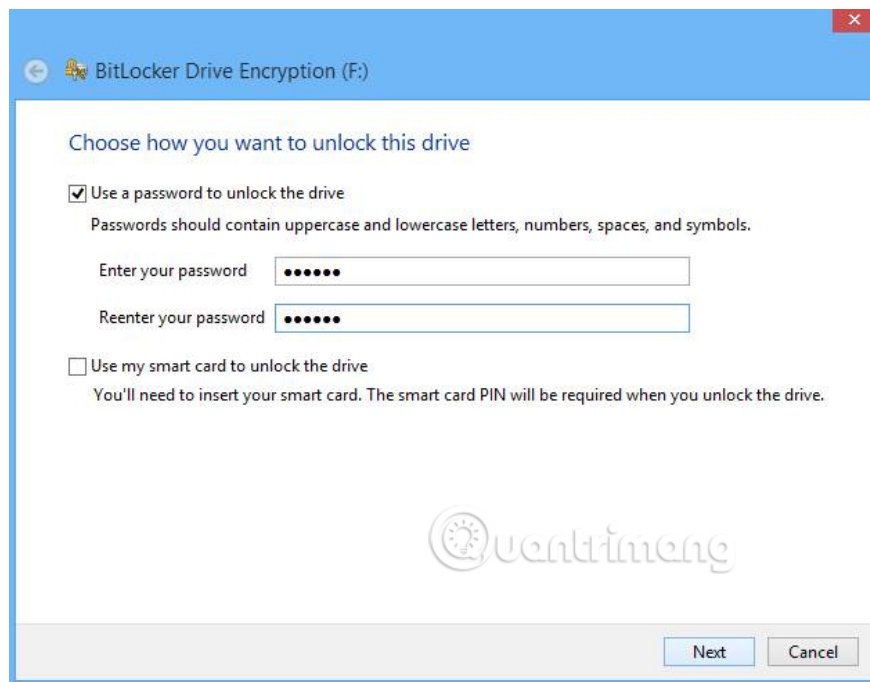 BitLocker Drive Encryption (F:)
Choose how you want to unlock this drive
Use a password to unlock the drive
Passwords should contain uppercase and lowercase letters, numbers, spaces, and symbols.
Enter your password ●●●●●●
Reenter your password ●●●●●●
Use my smart card to unlock the drive
You'll need to insert your smart card. The smart card PIN will be required when you unlock the drive.
Quantrimang
Next Cancel